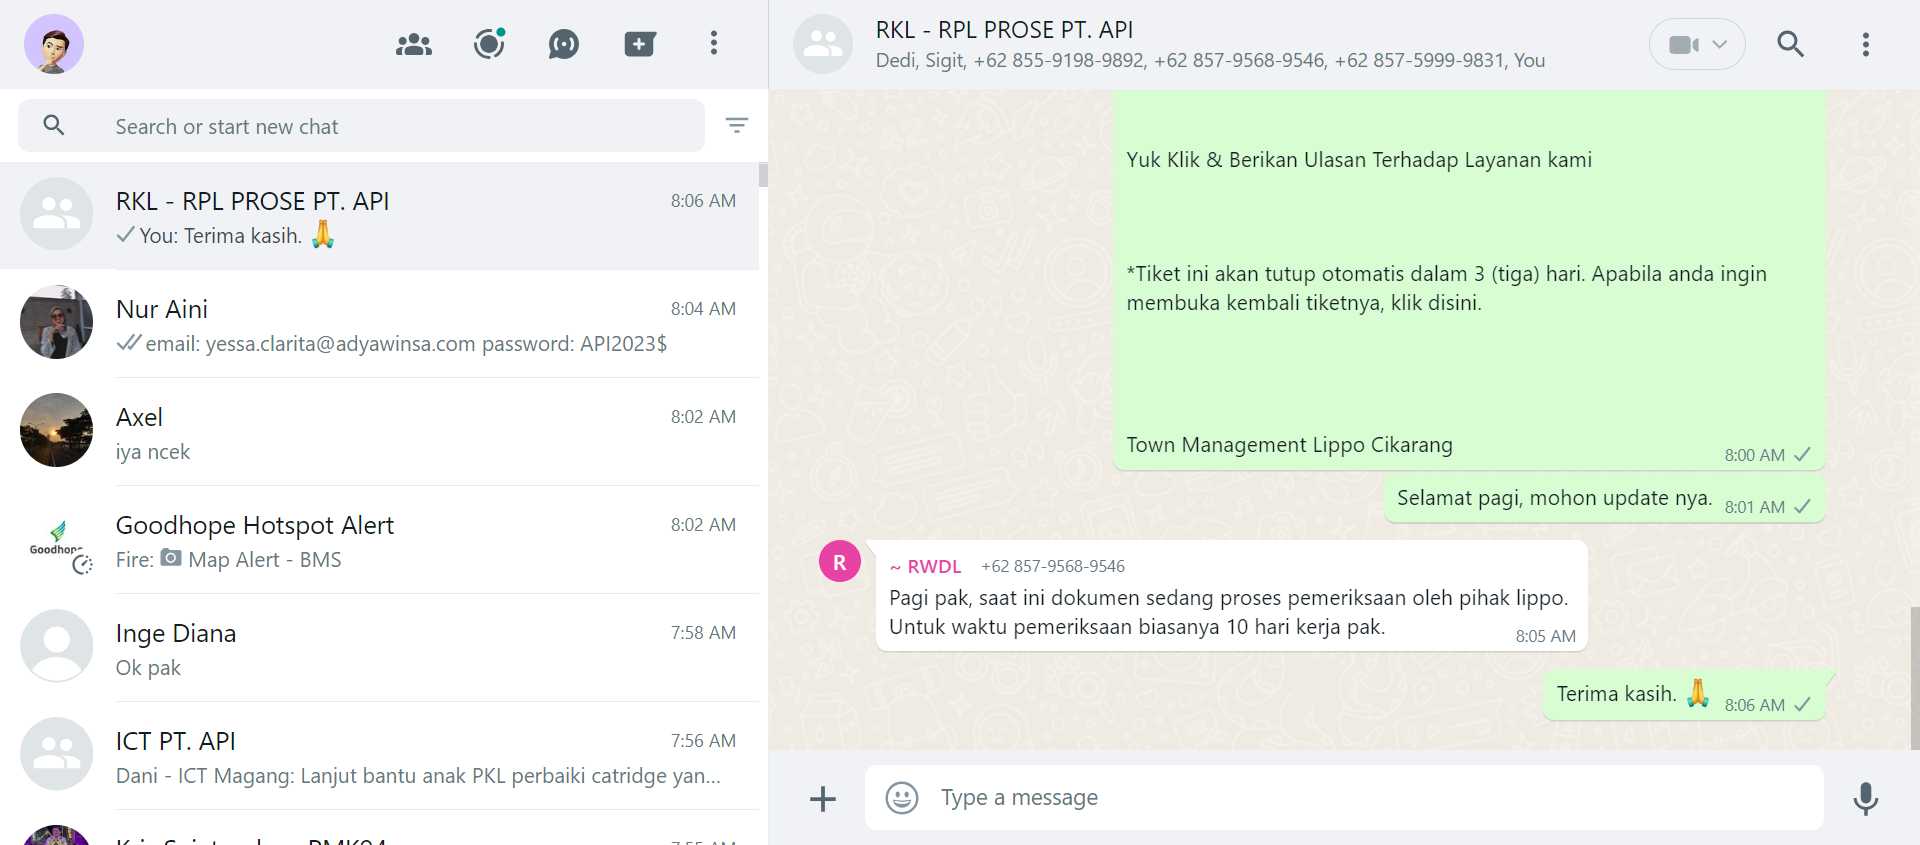 Search or start new chat
RKL - RPL PROSE PT. API
8:06 AM
You: Terima kasih. 🙏
Nur Aini
8:04 AM
email: yessa.clarita@adyawinsa.com password: API2023$
Axel
8:02 AM
iya ncek
Goodhope
Goodhope Hotspot Alert
8:02 AM
Fire: 📷 Map Alert - BMS
Inge Diana
7:58 AM
Ok pak
ICT PT. API
7:56 AM
Dani - ICT Magang: Lanjut bantu anak PKL perbaiki catridge yan...
RKL - RPL PROSE PT. API
Dedi, Sigit, +62 855-9198-9892, +62 857-9568-9546, +62 857-5999-9831, You
Yuk Klik & Berikan Ulasan Terhadap Layanan kami
*Tiket ini akan tutup otomatis dalam 3 (tiga) hari. Apabila anda ingin
membuka kembali tiketnya, klik disini.
Town Management Lippo Cikarang
8:00 AM
Selamat pagi, mohon update nya.
8:01 AM
R
~ RWDL +62 857-9568-9546
Pagi pak, saat ini dokumen sedang proses pemeriksaan oleh pihak lippo.
Untuk waktu pemeriksaan biasanya 10 hari kerja pak.
8:05 AM
Terima kasih. 🙏
8:06 AM
Type a message